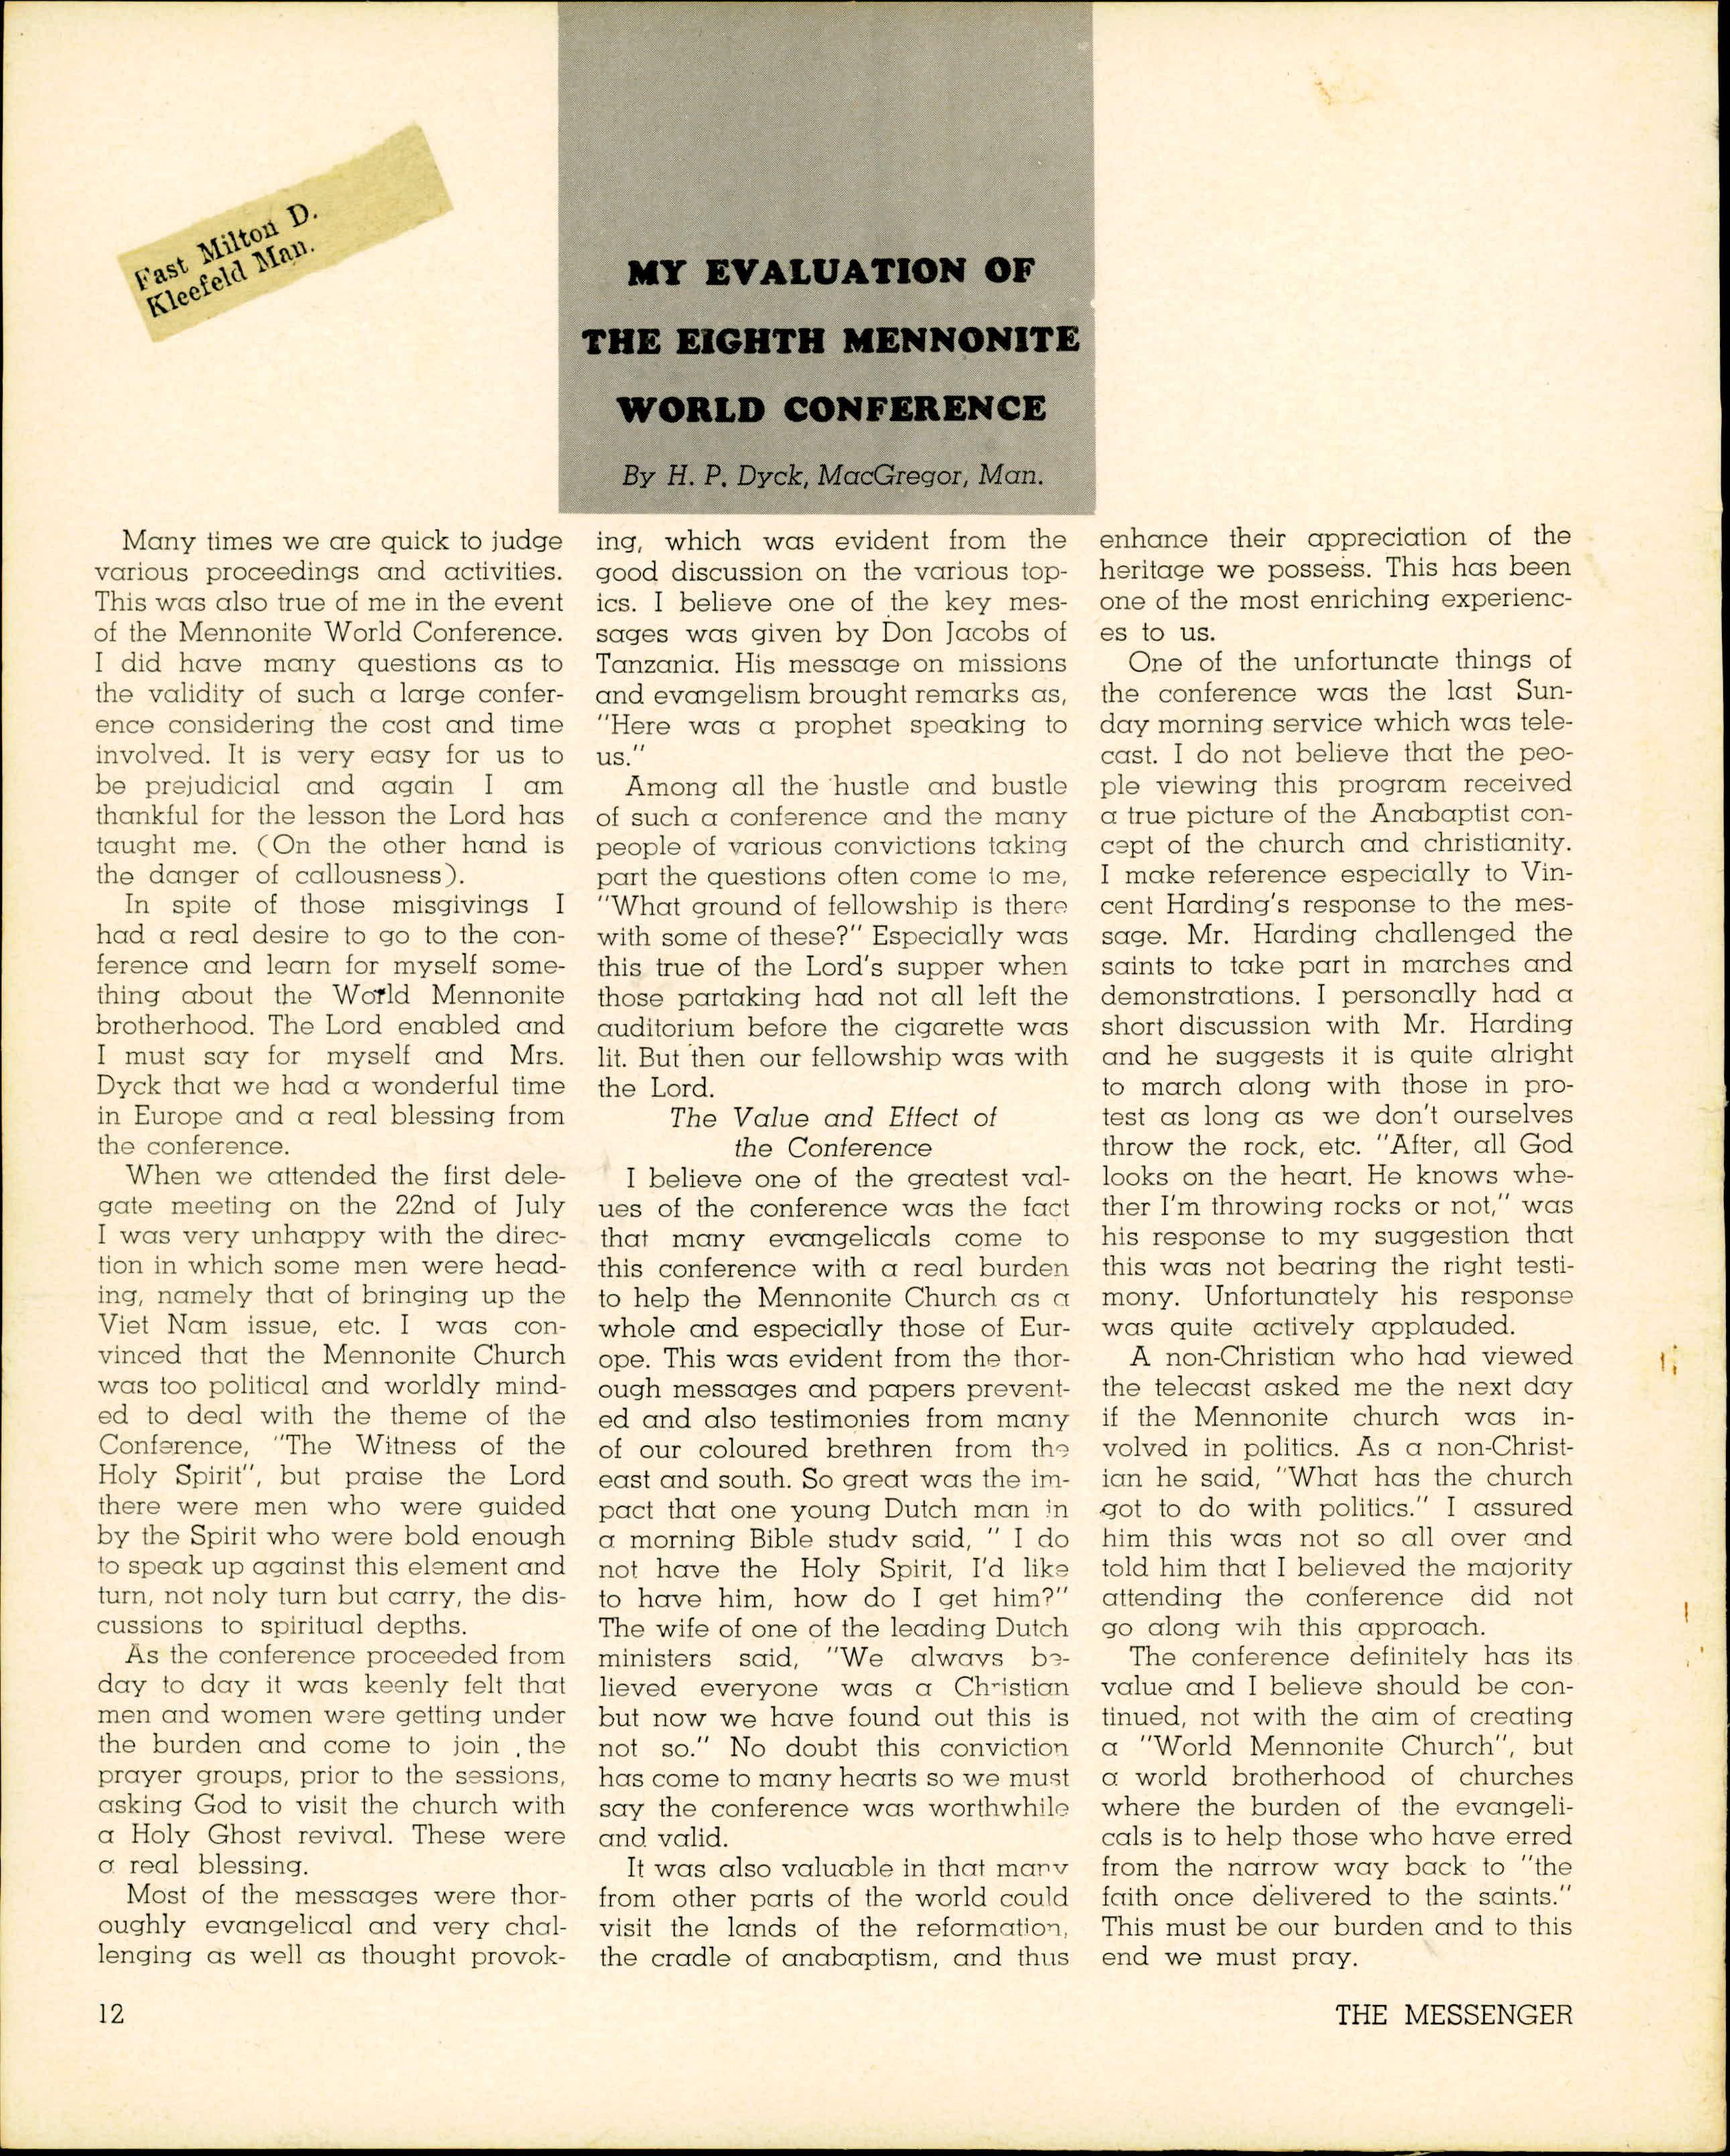 Fast Milton D.
Kleefeld Man.
MY EVALUATION OF
THE EIGHTH MENNONITE
WORLD CONFERENCE
By H. P. Dyck, MacGregor, Man.
Many times we are quick to judge
various proceedings and activities.
This was also true of me in the event
of the Mennonite World Conference.
I did have many questions as to
the validity of such a large confer-
ence considering the cost and time
involved. It is very easy for us to
be prejudicial and again I am
thankful for the lesson the Lord has
taught me. (On the other hand is
the danger of callousness).
In spite of those misgivings I
had a real desire to go to the con-
ference and learn for myself some-
thing about the World Mennonite
brotherhood. The Lord enabled and
I must say for myself and Mrs.
Dyck that we had a wonderful time
in Europe and a real blessing from
the conference.
When we attended the first dele-
gate meeting on the 22nd of July
I was very unhappy with the direc-
tion in which some men were head-
ing, namely that of bringing up the
Viet Nam issue, etc. I was con-
vinced that the Mennonite Church
was too political and worldly mind-
ed to deal with the theme of the
Conference, "The Witness of the
Holy Spirit", but praise the Lord
there were men who were guided
by the Spirit who were bold enough
to speak up against this element and
turn, not noly turn but carry, the dis-
cussions to spiritual depths.
As the conference proceeded from
day to day it was keenly felt that
men and women were getting under
the burden and come to join , the
prayer groups, prior to the sessions,
asking God to visit the church with
a Holy Ghost revival. These were
a real blessing.
Most of the messages were thor-
oughly evangelical and very chal-
lenging as well as thought provok-
ing, which was evident from the
good discussion on the various top-
ics. I believe one of the key mes-
sages was given by Don Jacobs of
Tanzania. His message on missions
and evangelism brought remarks as,
"Here was a prophet speaking to
us."
Among all the hustle and bustle
of such a conference and the many
people of various convictions taking
part the questions often come to me,
"What ground of fellowship is there
with some of these?" Especially was
this true of the Lord's supper when
those partaking had not all left the
auditorium before the cigarette was
lit. But then our fellowship was with
the Lord.
The Value and Effect of
the Conference
I believe one of the greatest val-
ues of the conference was the fact
that many evangelicals come to
this conference with a real burden
to help the Mennonite Church as a
whole and especially those of Eur-
ope. This was evident from the thor-
ough messages and papers prevent-
ed and also testimonies from many
of our coloured brethren from the
east and south. So great was the im-
pact that one young Dutch man in
a morning Bible study said, " I do
not have the Holy Spirit, I'd like
to have him, how do I get him?"
The wife of one of the leading Dutch
ministers said, "We always be-
lieved everyone was a Christian
but now we have found out this is
not so." No doubt this conviction
has come to many hearts so we must
say the conference was worthwhile
and valid.
It was also valuable in that many
from other parts of the world could
visit the lands of the reformation,
the cradle of anabaptism, and thus
enhance their appreciation of the
heritage we possess. This has been
one of the most enriching experienc-
es to us.
One of the unfortunate things of
the conference was the last Sun-
day morning service which was tele-
cast. I do not believe that the peo-
ple viewing this program received
a true picture of the Anabaptist con-
cept of the church and christianity.
I make reference especially to Vin-
cent Harding's response to the mes-
sage. Mr. Harding challenged the
saints to take part in marches and
demonstrations. I personally had a
short discussion with Mr. Harding
and he suggests it is quite alright
to march along with those in pro-
test as long as we don't ourselves
throw the rock, etc. "After, all God
looks on the heart. He knows whe-
ther I'm throwing rocks or not," was
his response to my suggestion that
this was not bearing the right testi-
mony. Unfortunately his response
was quite actively applauded.
A non-Christian who had viewed
the telecast asked me the next day
if the Mennonite church was in-
volved in politics. As a non-Christ-
ian he said, "What has the church
got to do with politics." I assured
him this was not so all over and
told him that I believed the majority
attending the conference did not
go along wih this approach.
The conference definitely has its
value and I believe should be con-
tinued, not with the aim of creating
a "World Mennonite Church", but
a world brotherhood of churches
where the burden of the evangeli-
cals is to help those who have erred
from the narrow way back to "the
faith once delivered to the saints."
This must be our burden and to this
end we must pray.
12
THE MESSENGER